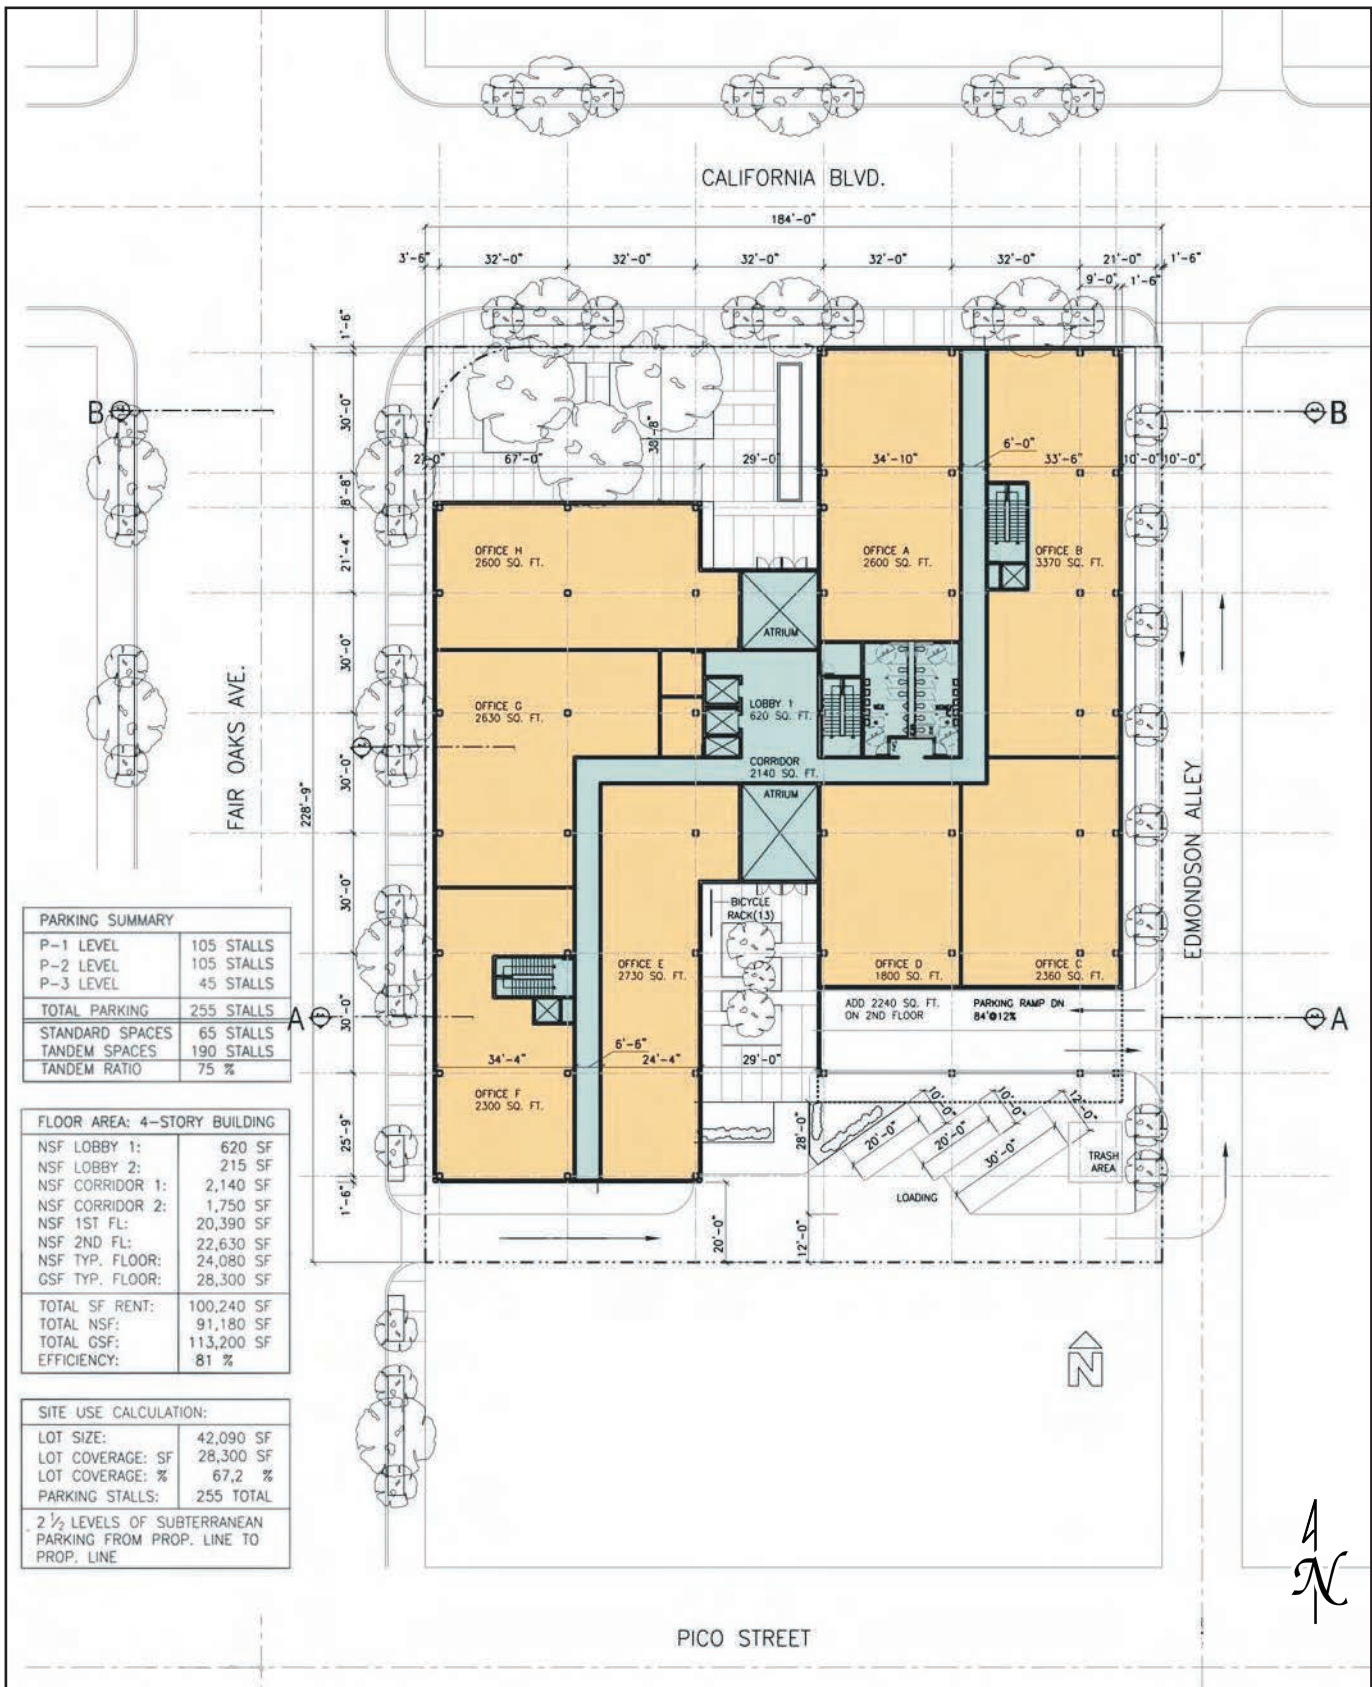 CALIFORNIA BLVD.
184'-0"
3'-6" 32'-0" 32'-0" 32'-0" 32'-0" 32'-0" 21'-0" 1'-6"
9'-0" 1'-6"
1'-6"
30'-0"
8'-8"
21'-4"
30'-0"
30'-0"
30'-0"
30'-0"
25'-9"
1'-6"
228'-9"
B
B
38'-8"
67'-0" 29'-0" 34'-10" 6'-0" 33'-6" 10'-0" 10'-0"
OFFICE H
2600 SQ. FT.
OFFICE A
2600 SQ. FT.
OFFICE B
3370 SQ. FT.
ATRIUM
OFFICE G
2630 SQ. FT.
LOBBY 1
620 SQ. FT.
CORRIDOR
2140 SQ. FT.
ATRIUM
FAIR OAKS AVE.
EDMONDSON ALLEY
BICYCLE
RACK(13)
OFFICE E
2730 SQ. FT.
OFFICE D
1800 SQ. FT.
OFFICE C
2360 SQ. FT.
ADD 2240 SQ. FT.
ON 2ND FLOOR
PARKING RAMP DN
84'@12%
A
A
34'-4" 6'-6" 24'-4" 29'-0"
OFFICE F
2300 SQ. FT.
28'-0"
10'-0" 10'-0" 12'-0"
20'-0" 20'-0" 30'-0"
TRASH
AREA
LOADING
20'-0"
12'-0"
PARKING SUMMARY
P-1 LEVEL 105 STALLS
P-2 LEVEL 105 STALLS
P-3 LEVEL 45 STALLS
TOTAL PARKING 255 STALLS
STANDARD SPACES 65 STALLS
TANDEM SPACES 190 STALLS
TANDEM RATIO 75 %
FLOOR AREA: 4-STORY BUILDING
NSF LOBBY 1: 620 SF
NSF LOBBY 2: 215 SF
NSF CORRIDOR 1: 2,140 SF
NSF CORRIDOR 2: 1,750 SF
NSF 1ST FL: 20,390 SF
NSF 2ND FL: 22,630 SF
NSF TYP. FLOOR: 24,080 SF
GSF TYP. FLOOR: 28,300 SF
TOTAL SF RENT: 100,240 SF
TOTAL NSF: 91,180 SF
TOTAL GSF: 113,200 SF
EFFICIENCY: 81 %
SITE USE CALCULATION:
LOT SIZE: 42,090 SF
LOT COVERAGE: SF 28,300 SF
LOT COVERAGE: % 67,2 %
PARKING STALLS: 255 TOTAL
2 ½ LEVELS OF SUBTERRANEAN
PARKING FROM PROP. LINE TO
PROP. LINE
N
N
PICO STREET